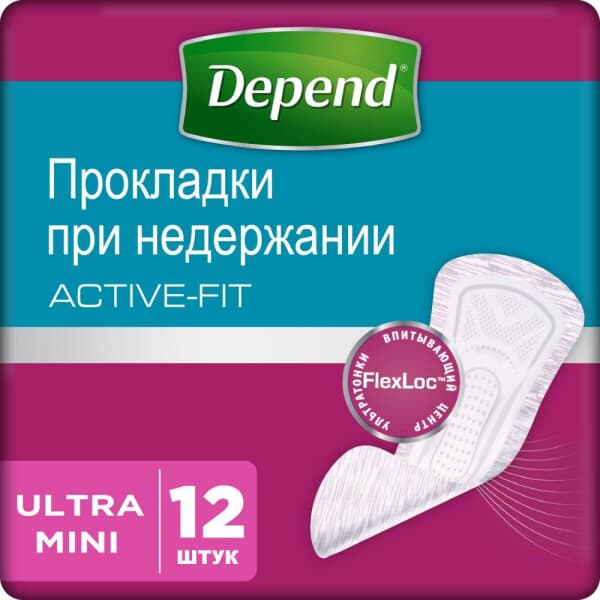 Depend®
Прокладки
при недержании
ACTIVE-FIT
УЛЬТРАТОНКИЙ ВПИТЫВАЮЩИЙ ЦЕНТР
FlexLoc™
ULTRA
MINI
12
ШТУК